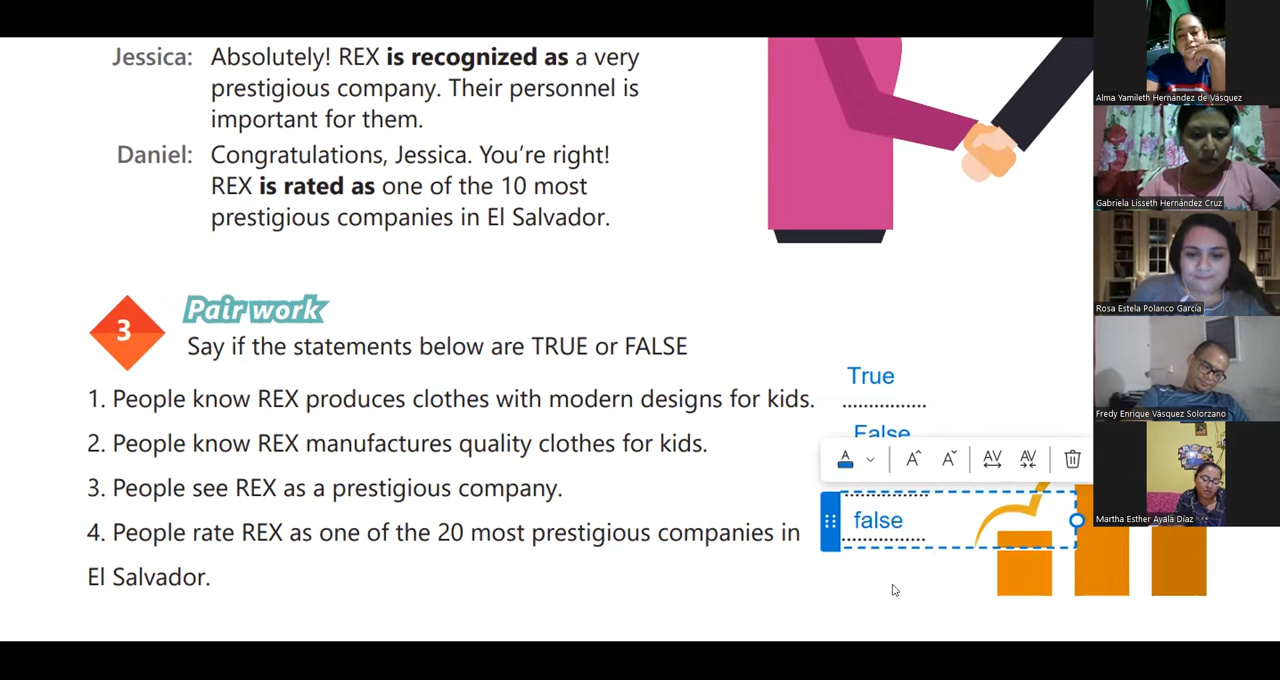 Jessica: Absolutely! REX is recognized as a very
prestigious company. Their personnel is
important for them.
Daniel: Congratulations, Jessica. You're right!
REX is rated as one of the 10 most
prestigious companies in El Salvador.
3
Pair work
Say if the statements below are TRUE or FALSE
1. People know REX produces clothes with modern designs for kids. ................
True
2. People know REX manufactures quality clothes for kids.
False
3. People see REX as a prestigious company. ................
4. People rate REX as one of the 20 most prestigious companies in ................
false
El Salvador.
A A^ Aˇ AV AV
Alma Yamileth Hernández de Vásquez
Gabriela Lisseth Hernández Cruz
Rosa Estela Polanco García
Fredy Enrique Vásquez Solorzano
Martha Esther Ayala Díaz